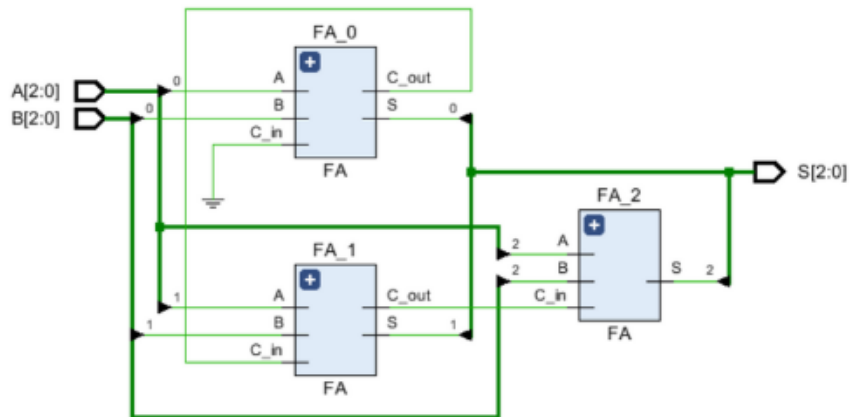 FA_0
A[2:0]
0
A
C_out
B[2:0]
0
B
S
0
C_in
FA
S[2:0]
FA_2
FA_1
2
A
2
B
S
2
C_in
FA
1
A
C_out
1
B
S
1
C_in
FA